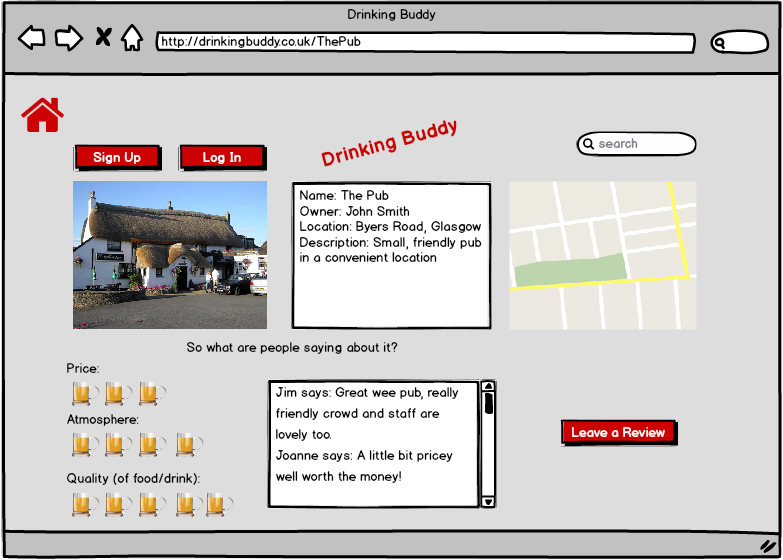 Drinking Buddy
http://drinkingbuddy.co.uk/ThePub
Drinking Buddy
Sign Up
Log In
search
Name: The Pub
Owner: John Smith
Location: Byers Road, Glasgow
Description: Small, friendly pub
in a convenient location
So what are people saying about it?
Price:
Atmosphere:
Quality (of food/drink):
Jim says: Great wee pub, really
friendly crowd and staff are
lovely too.
Joanne says: A little bit pricey
well worth the money!
Leave a Review